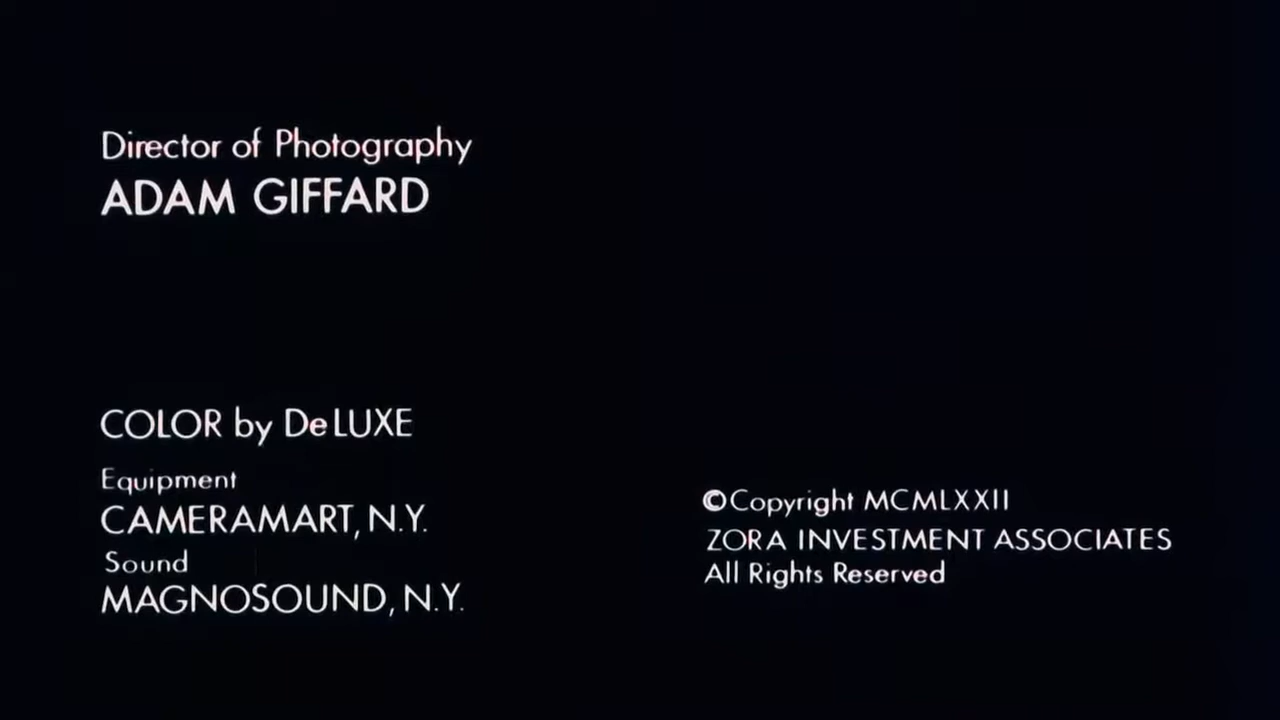 Director of Photography
ADAM GIFFARD
COLOR by DeLUXE
Equipment
CAMERAMART, N.Y.
Sound
MAGNOSOUND, N.Y.
©Copyright MCMLXXII
ZORA INVESTMENT ASSOCIATES
All Rights Reserved